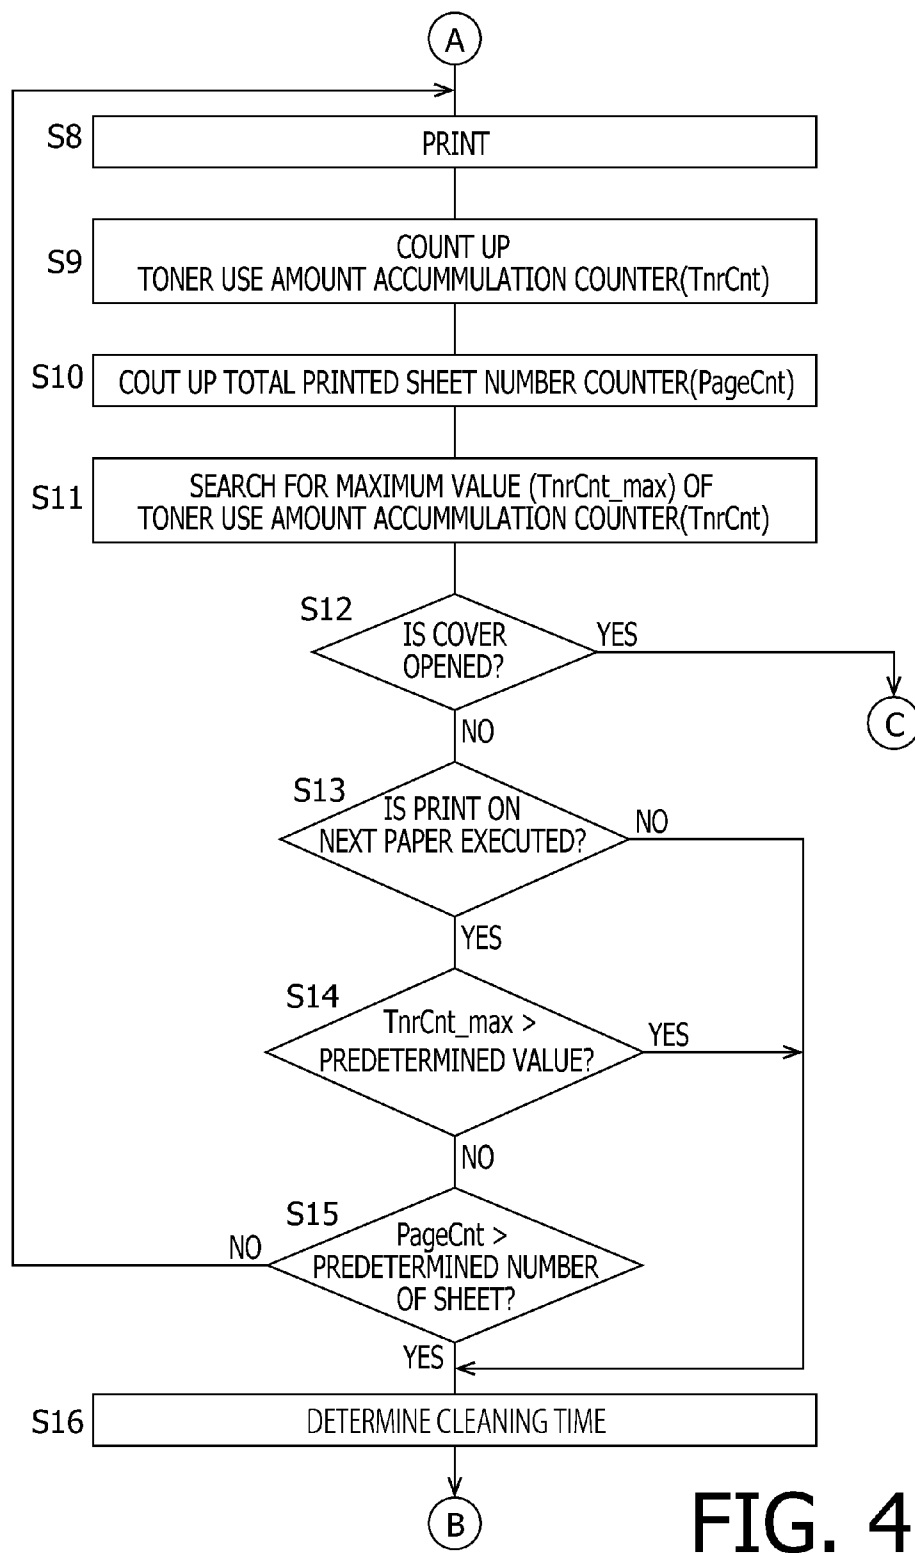 A
S8
PRINT
S9
COUNT UP
TONER USE AMOUNT ACCUMMULATION COUNTER(TnrCnt)
S10
COUT UP TOTAL PRINTED SHEET NUMBER COUNTER(PageCnt)
S11
SEARCH FOR MAXIMUM VALUE (TnrCnt_max) OF
TONER USE AMOUNT ACCUMMULATION COUNTER(TnrCnt)
S12
IS COVER
OPENED?
YES
C
NO
S13
IS PRINT ON
NEXT PAPER EXECUTED?
NO
YES
S14
TnrCnt_max >
PREDETERMINED VALUE?
YES
NO
S15
PageCnt >
PREDETERMINED NUMBER
OF SHEET?
NO
YES
S16
DETERMINE CLEANING TIME
B
FIG. 4